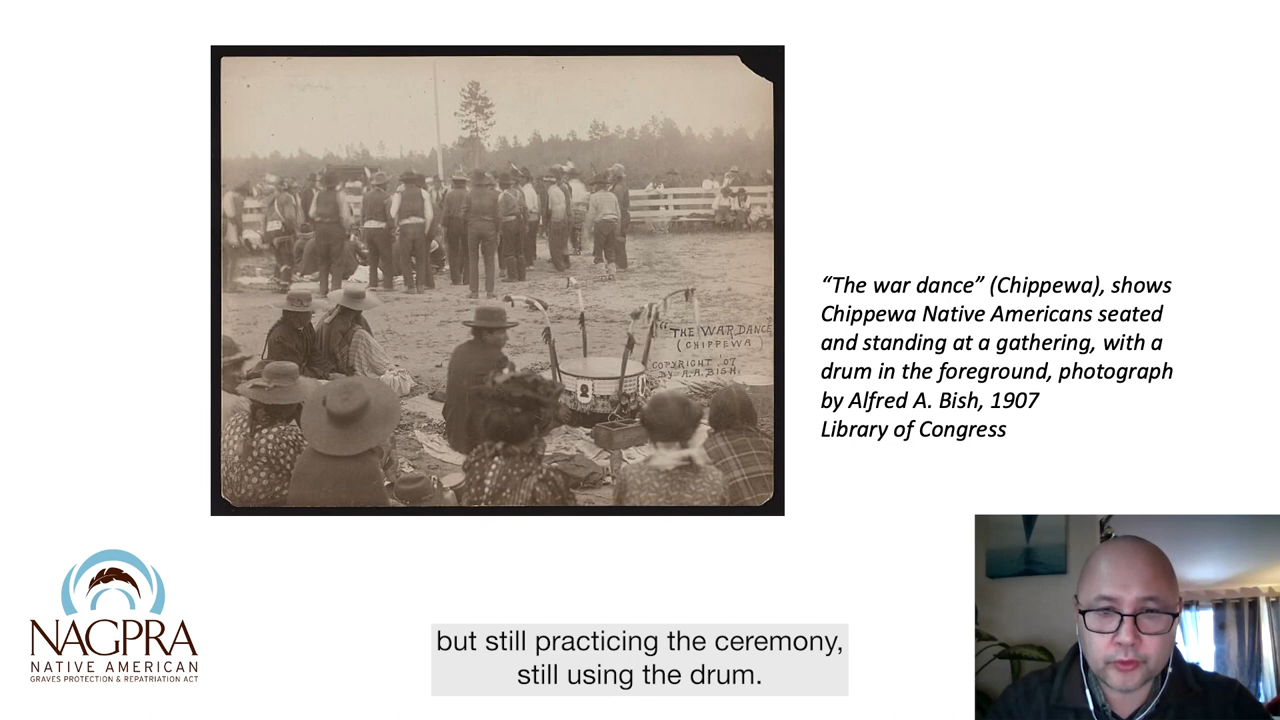 "THE WAR DANCE"
(CHIPPEWA)
COPYRIGHT '07
BY A.A. BISH.
“The war dance” (Chippewa), shows
Chippewa Native Americans seated
and standing at a gathering, with a
drum in the foreground, photograph
by Alfred A. Bish, 1907
Library of Congress
NAGPRA
NATIVE AMERICAN
GRAVES PROTECTION & REPATRIATION ACT
but still practicing the ceremony,
still using the drum.